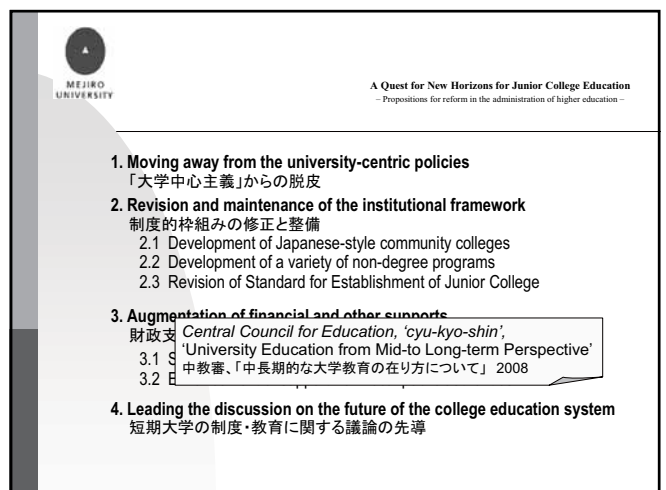 MEJIRO
UNIVERSITY
A Quest for New Horizons for Junior College Education
– Propositions for reform in the administration of higher education –
1. Moving away from the university-centric policies
「大学中心主義」からの脱皮
2. Revision and maintenance of the institutional framework
制度的枠組みの修正と整備
2.1 Development of Japanese-style community colleges
2.2 Development of a variety of non-degree programs
2.3 Revision of Standard for Establishment of Junior College
3. Augmentation of financial and other supports
財政支
3.1 S
3.2 E
Central Council for Education, ‘cyu-kyo-shin’,
‘University Education from Mid-to Long-term Perspective’
中教審、「中長期的な大学教育の在り方について」 2008
4. Leading the discussion on the future of the college education system
短期大学の制度・教育に関する議論の先導